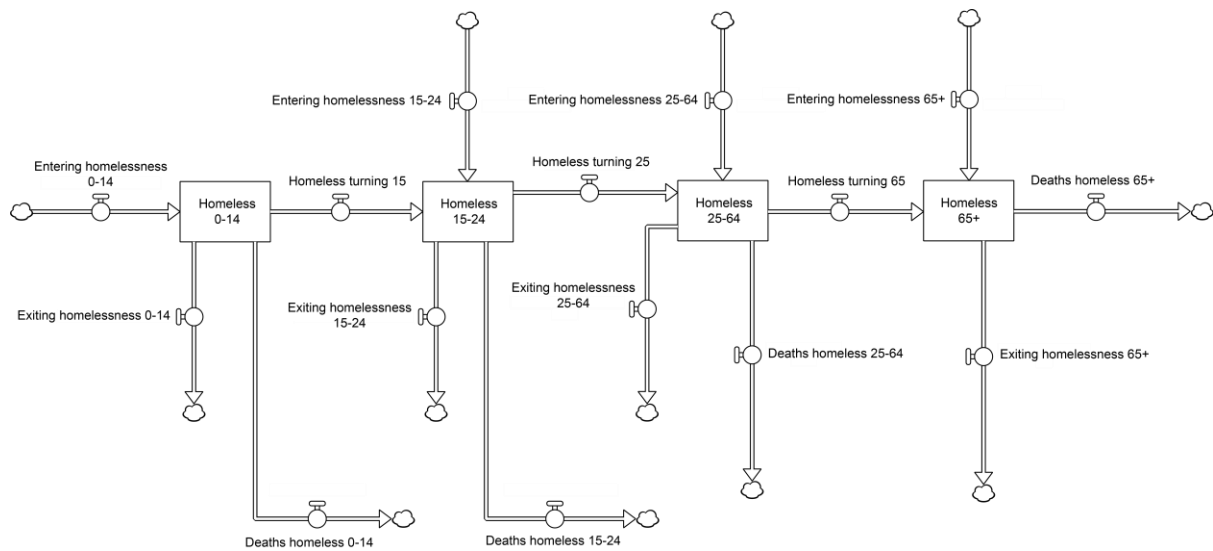 Entering homelessness 15-24
Entering homelessness 25-64
Entering homelessness 65+
Entering homelessness
0-14
Homeless turning 15
Homeless turning 25
Homeless turning 65
Deaths homeless 65+
Homeless
0-14
Homeless
15-24
Homeless
25-64
Homeless
65+
Exiting homelessness 0-14
Exiting homelessness
15-24
Exiting homelessness
25-64
Deaths homeless 25-64
Exiting homelessness 65+
Deaths homeless 0-14
Deaths homeless 15-24